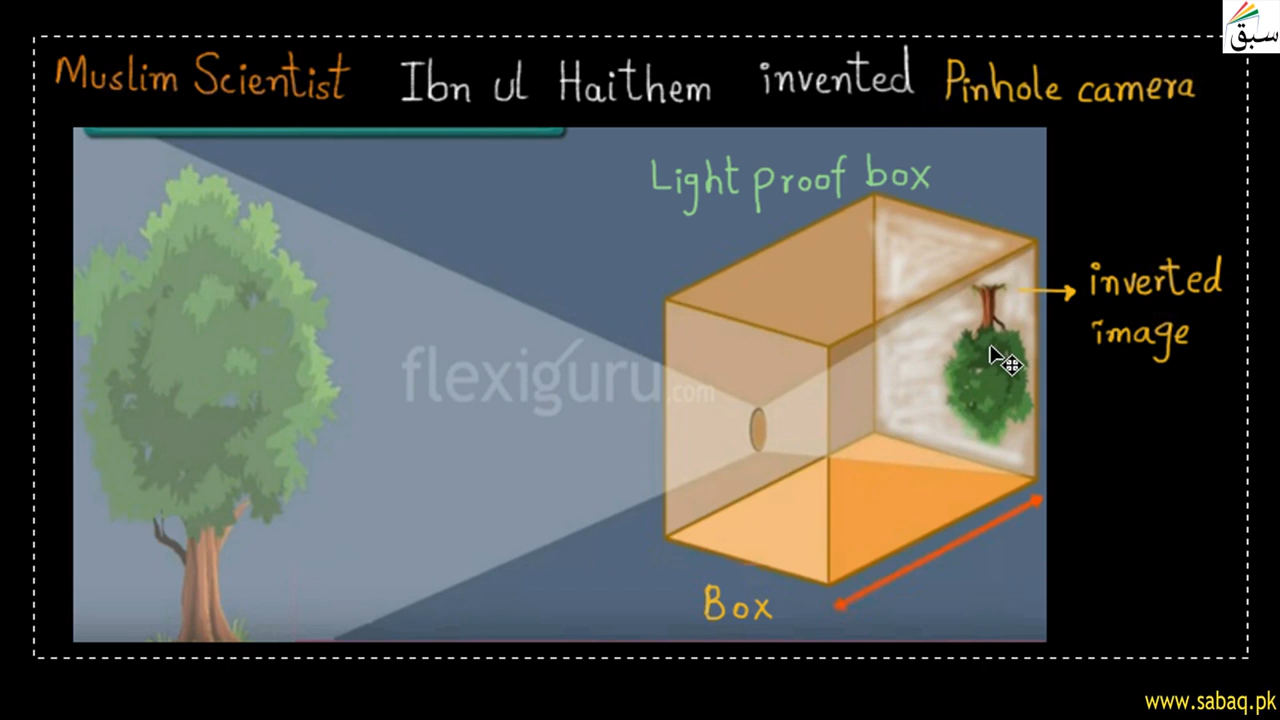 سبق
Muslim Scientist Ibn ul Haithem invented Pinhole camera
Light proof box
inverted
image
flexiguru.com
Box
www.sabaq.pk